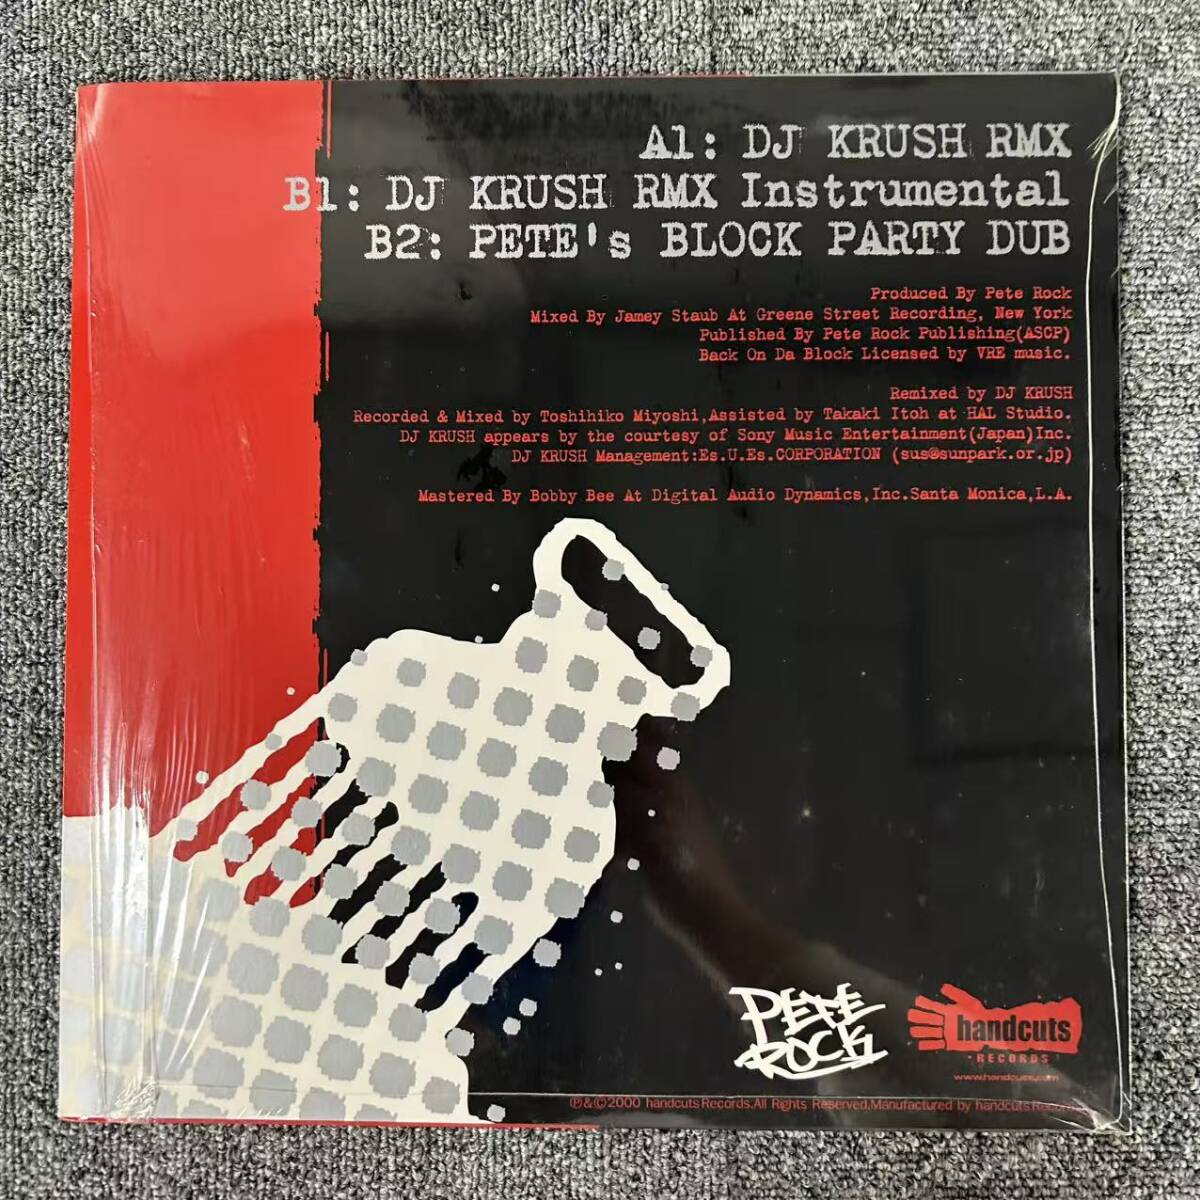 A1: DJ KRUSH RMX
B1: DJ KRUSH RMX Instrumental
B2: PETE's BLOCK PARTY DUB
Produced By Pete Rock
Mixed By Jamey Staub At Greene Street Recording, New York
Published By Pete Rock Publishing(ASCP)
Back On Da Block Licensed by VRE music.
Remixed by DJ KRUSH
Recorded & Mixed by Toshihiko Miyoshi,Assisted by Takaki Itoh at HAL Studio.
DJ KRUSH appears by the courtesy of Sony Music Entertainment(Japan)Inc.
DJ KRUSH Management:Es.U.Es.CORPORATION (sus@sunpark.or.jp)
Mastered By Bobby Bee At Digital Audio Dynamics,Inc.Santa Monica,L.A.
PETE
ROCK
handcuts
RECORDS
www.handcuts.com
℗&©2000 handcuts Records.All Rights Reserved,Manufactured by handcuts Records